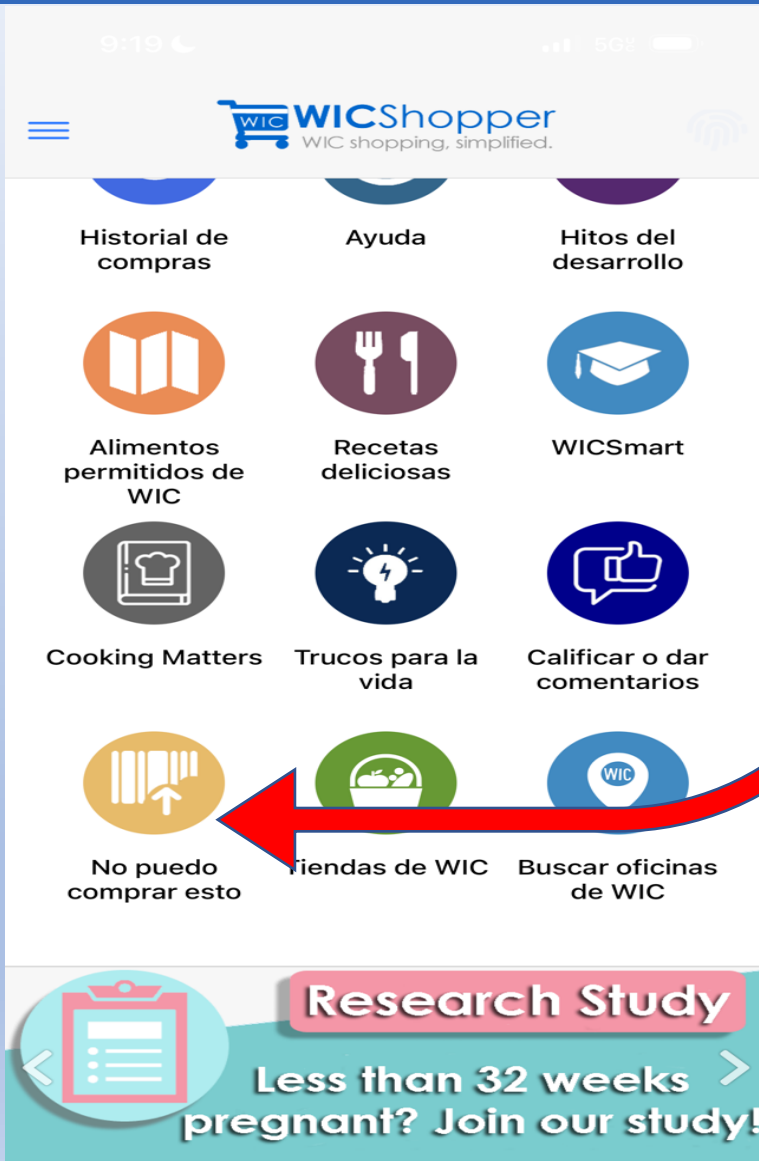 9:19
5G
WIC WICShopper
WIC shopping, simplified.
Historial de
compras
Ayuda
Hitos del
desarrollo
Alimentos
permitidos de
WIC
Recetas
deliciosas
WICSmart
Cooking Matters
Trucos para la
vida
Calificar o dar
comentarios
WIC
No puedo
comprar esto
Tiendas de WIC
Buscar oficinas
de WIC
Research Study
Less than 32 weeks
pregnant? Join our study!